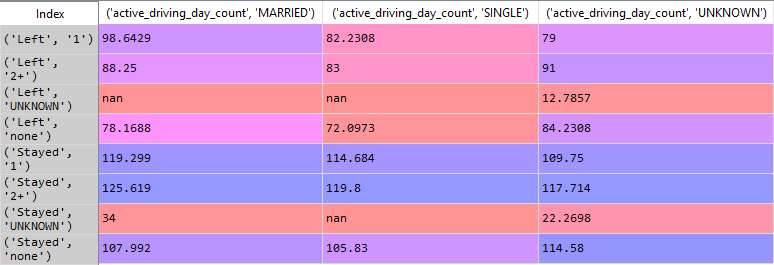 Index ('active_driving_day_count', 'MARRIED') ('active_driving_day_count', 'SINGLE') ('active_driving_day_count', 'UNKNOWN')
('Left', '1') 98.6429 82.2308 79
('Left',
'2+') 88.25 83 91
('Left',
'UNKNOWN') nan nan 12.7857
('Left',
'none') 78.1688 72.0973 84.2308
('Stayed',
'1') 119.299 114.684 109.75
('Stayed',
'2+') 125.619 119.8 117.714
('Stayed',
'UNKNOWN') 34 nan 22.2698
('Stayed',
'none') 107.992 105.83 114.58